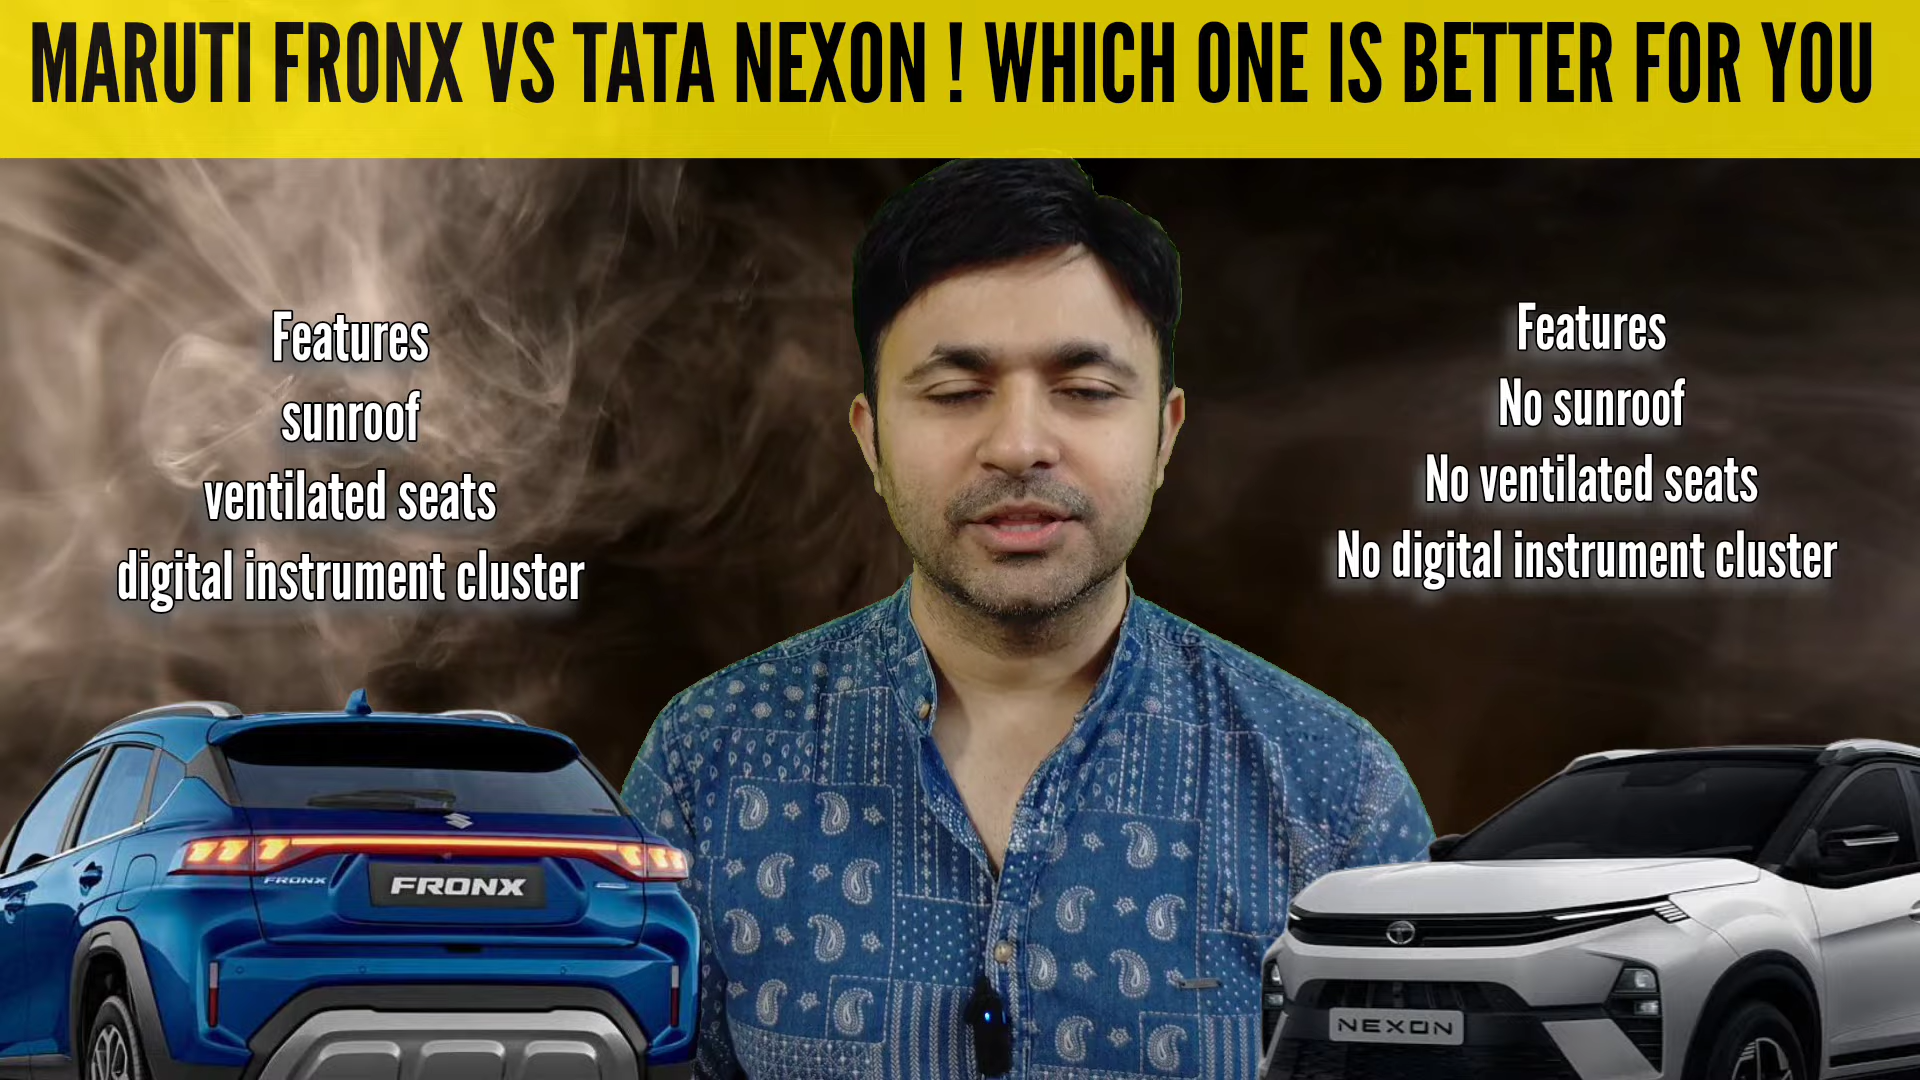 MARUTI FRONX VS TATA NEXON ! WHICH ONE IS BETTER FOR YOU
Features
sunroof
ventilated seats
digital instrument cluster
Features
No sunroof
No ventilated seats
No digital instrument cluster
FRONX
FRONX
NEXON